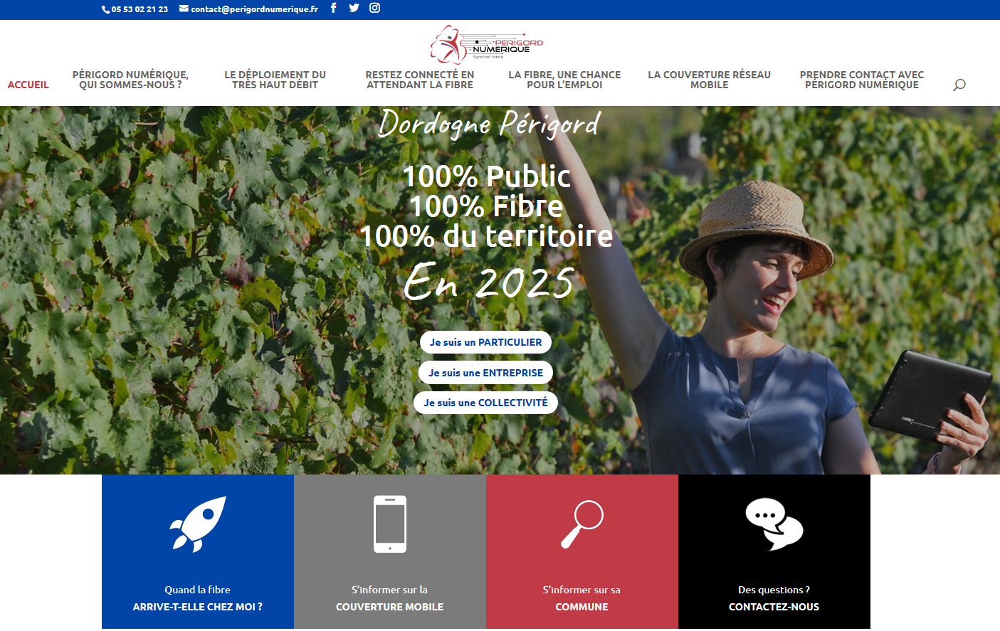 05 53 02 21 23 contact@perigordnumerique.fr
PÉRIGORD
NUMÉRIQUE
Syndicat Mixte
ACCUEIL
PÉRIGORD NUMÉRIQUE,
QUI SOMMES-NOUS ?
LE DÉPLOIEMENT DU
TRÈS HAUT DÉBIT
RESTEZ CONNECTÉ EN
ATTENDANT LA FIBRE
LA FIBRE, UNE CHANCE
POUR L'EMPLOI
LA COUVERTURE RÉSEAU
MOBILE
PRENDRE CONTACT AVEC
PÉRIGORD NUMÉRIQUE
Dordogne Périgord
100% Public
100% Fibre
100% du territoire
En 2025
Je suis un PARTICULIER
Je suis une ENTREPRISE
Je suis une COLLECTIVITÉ
Quand la fibre
ARRIVE-T-ELLE CHEZ MOI ?
S'informer sur la
COUVERTURE MOBILE
S'informer sur sa
COMMUNE
Des questions ?
CONTACTEZ-NOUS